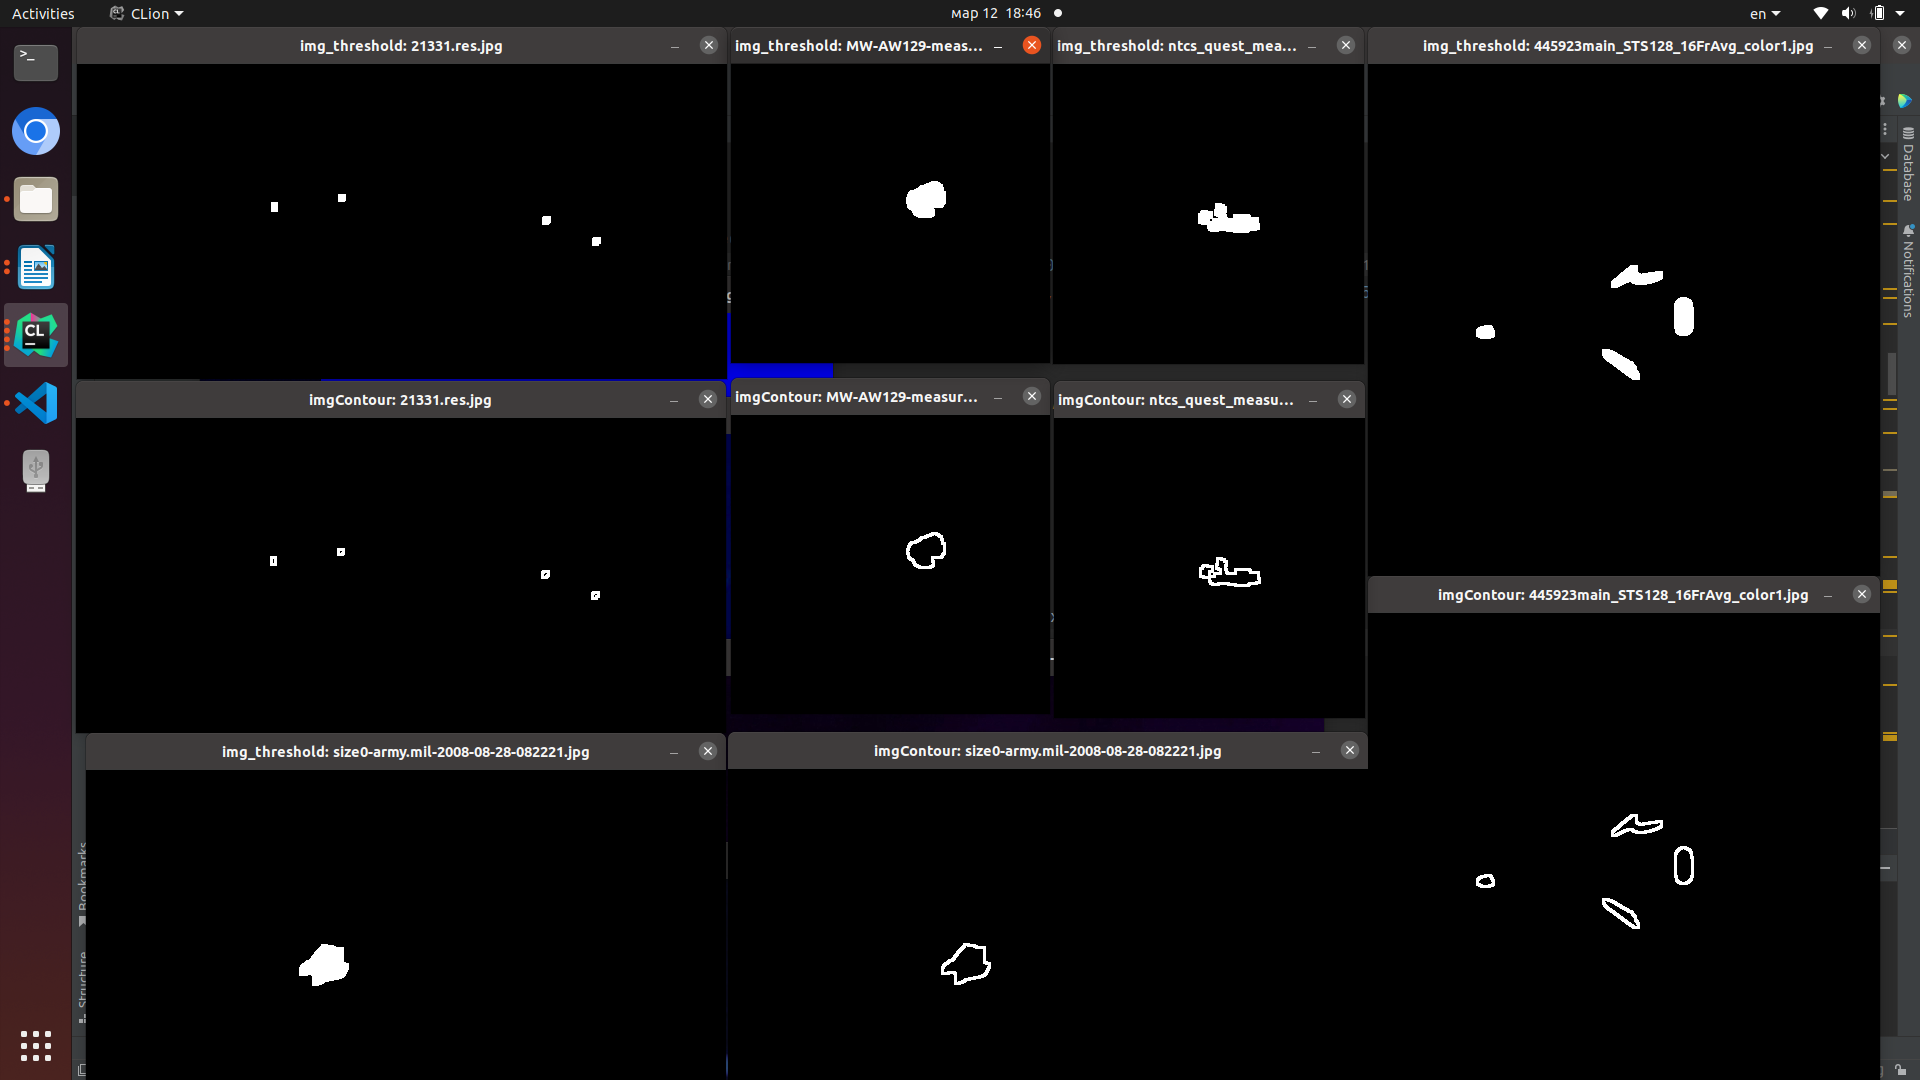 Activities
CLion
мар 12 18:46
en
img_threshold: 21331.res.jpg
img_threshold: MW-AW129-meas...
img_threshold: ntcs_quest_mea...
img_threshold: 445923main_STS128_16FrAvg_color1.jpg
Database
Notifications
CL
imgContour: 21331.res.jpg
imgContour: MW-AW129-measur...
imgContour: ntcs_quest_measu...
imgContour: 445923main_STS128_16FrAvg_color1.jpg
img_threshold: size0-army.mil-2008-08-28-082221.jpg
imgContour: size0-army.mil-2008-08-28-082221.jpg
Bookmarks
Structure